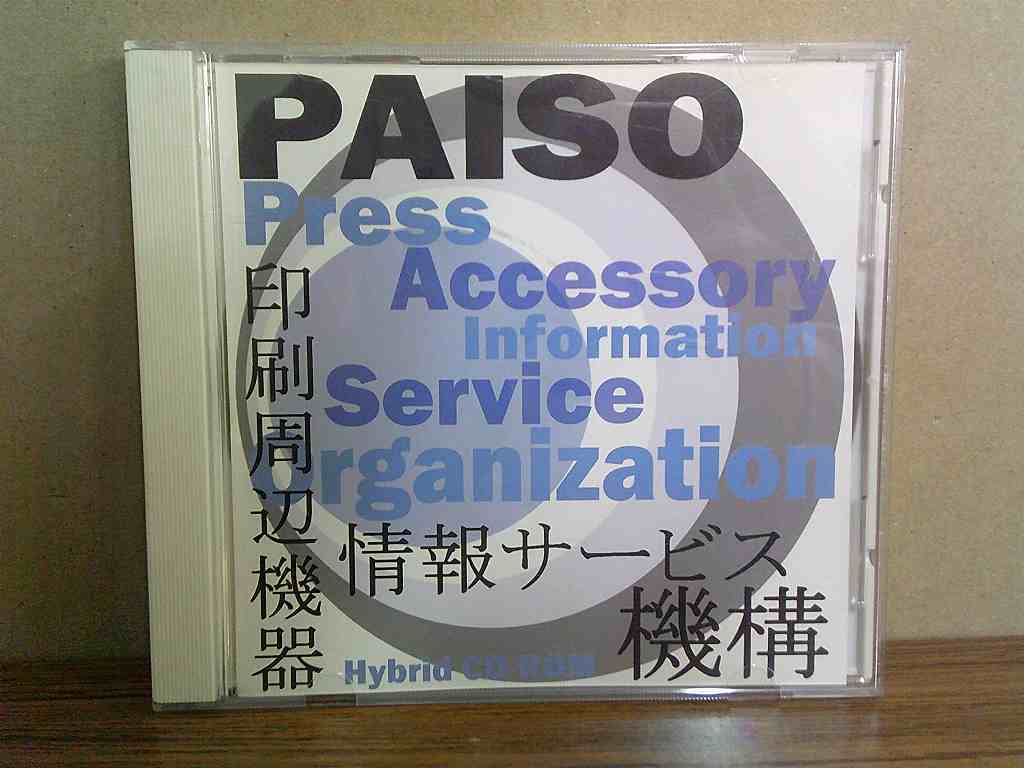 PAISO
Press
Accessory
Information
Service
Organization
印刷周辺機器
情報サービス
機構
Hybrid CD-ROM